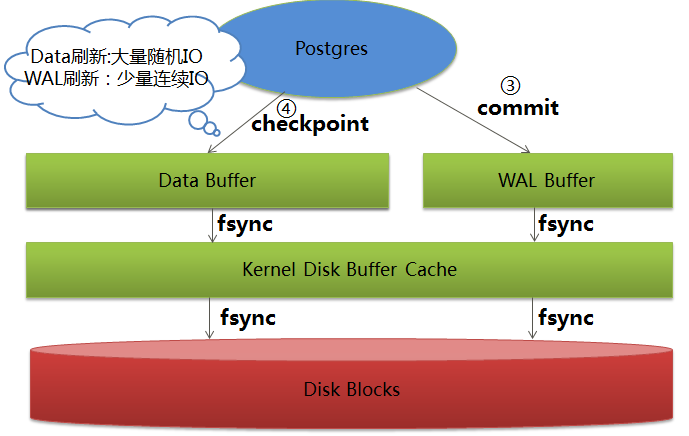 Data刷新:大量随机IO
WAL刷新：少量连续IO
Postgres
④
checkpoint
③
commit
Data Buffer
WAL Buffer
fsync
fsync
Kernel Disk Buffer Cache
fsync
fsync
Disk Blocks